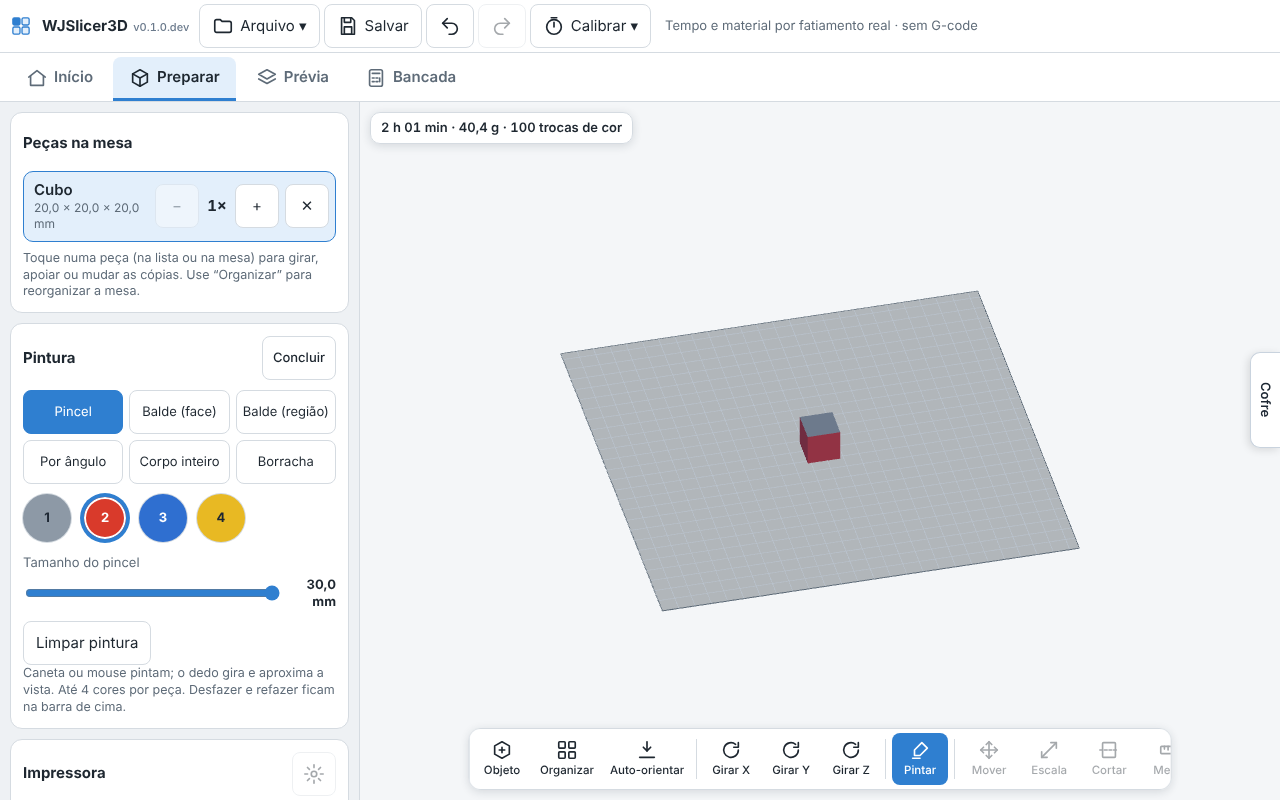 WJSlicer3D v0.1.0.dev Arquivo ▾ Salvar Calibrar ▾ Tempo e material por fatiamento real · sem G-code
Início Preparar Prévia Bancada
Peças na mesa
Cubo
20,0 × 20,0 × 20,0
mm
− 1× + ✕
Toque numa peça (na lista ou na mesa) para girar,
apoiar ou mudar as cópias. Use “Organizar” para
reorganizar a mesa.
Pintura Concluir
Pincel Balde (face) Balde (região)
Por ângulo Corpo inteiro Borracha
1 2 3 4
Tamanho do pincel
30,0
mm
Limpar pintura
Caneta ou mouse pintam; o dedo gira e aproxima a
vista. Até 4 cores por peça. Desfazer e refazer ficam
na barra de cima.
Impressora
2 h 01 min · 40,4 g · 100 trocas de cor
Cofre
Objeto Organizar Auto-orientar Girar X Girar Y Girar Z Pintar Mover Escala Cortar